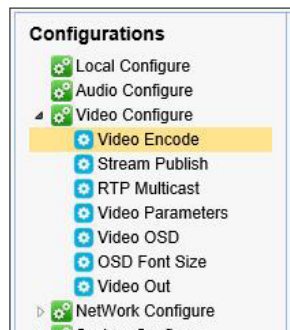 Configurations
Local Configure
Audio Configure
Video Configure
Video Encode
Stream Publish
RTP Multicast
Video Parameters
Video OSD
OSD Font Size
Video Out
NetWork Configure